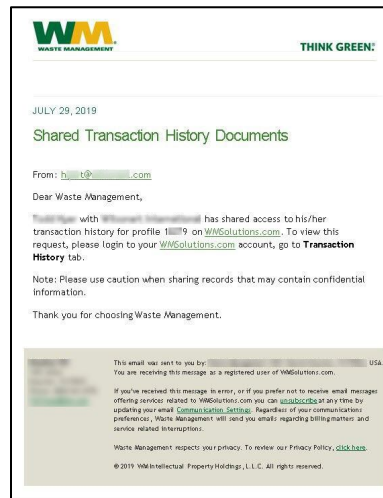 WM
WASTE MANAGEMENT
THINK GREEN.®
JULY 29, 2019
Shared Transaction History Documents
From: h t@ .com
Dear Waste Management,
with has shared access to his/her
transaction history for profile 1 9 on WMSolutions.com. To view this
request, please login to your WMSolutions.com account, go to Transaction
History tab.
Note: Please use caution when sharing records that may contain confidential
information.
Thank you for choosing Waste Management.
This email was sent to you by: USA
You are receiving this message as a registered user of WMSolutions.com.
If you've received this message in error, or if you prefer not to receive email messages
offering services related to WMSolutions.com you can unsubscribe at any time by
updating your email Communication Settings. Regardless of your communications
preferences, Waste Management will send you emails regarding billing matters and
service related interruptions.
Waste Management respects your privacy. To review our Privacy Policy, click here.
© 2019 WM Intellectual Property Holdings, L.L.C. All rights reserved.